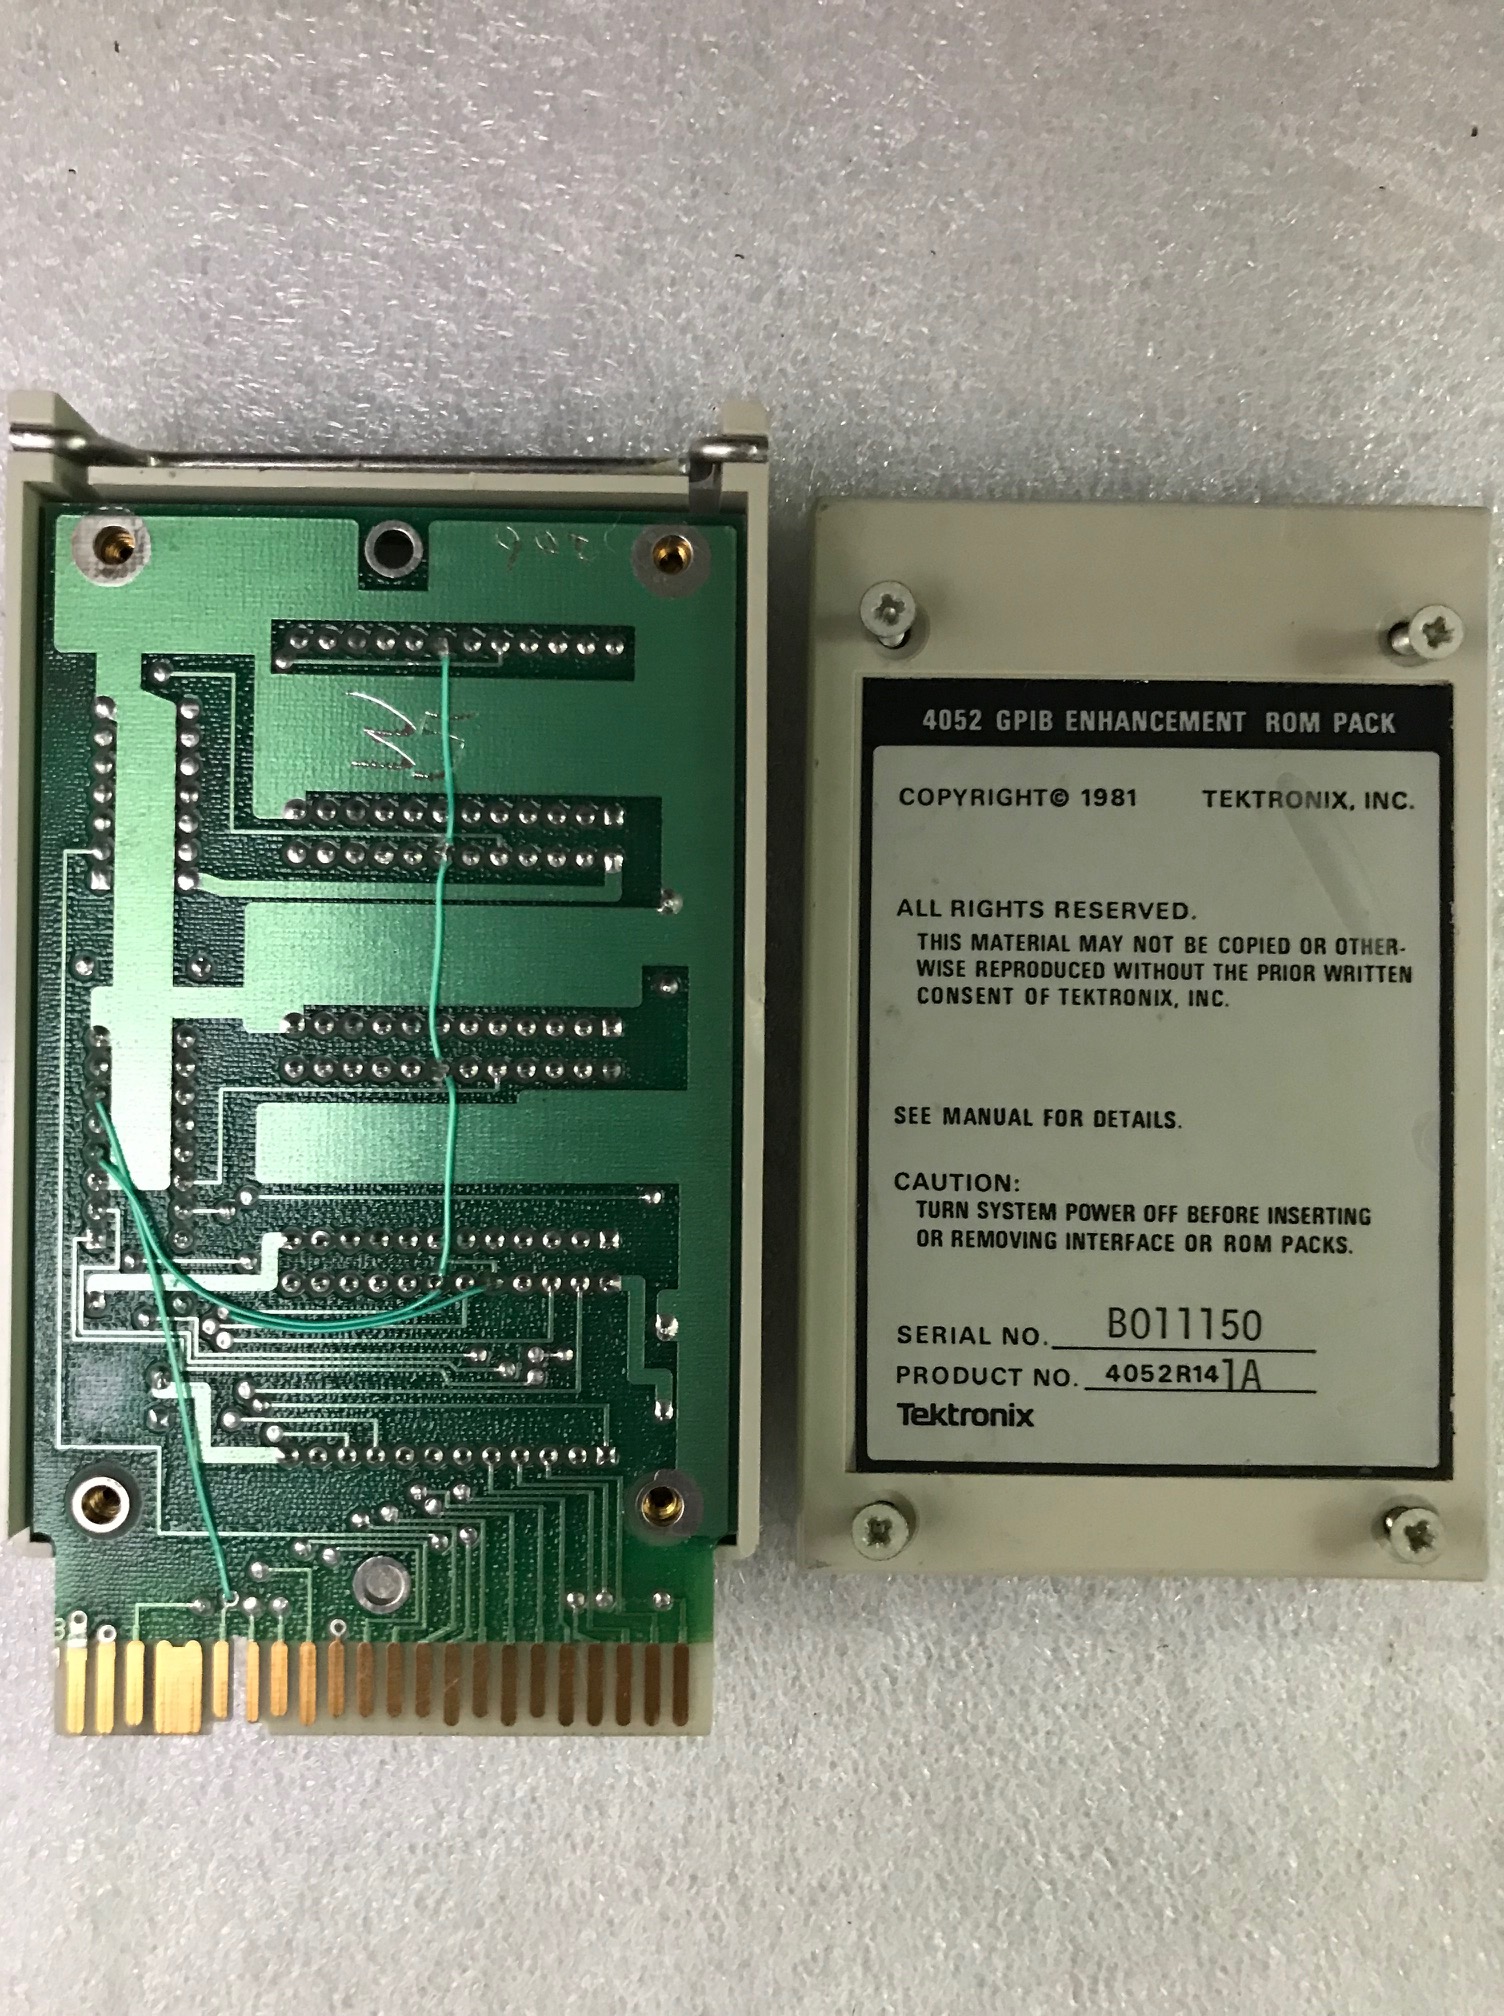 4052 GPIB ENHANCEMENT ROM PACK
COPYRIGHT© 1981 TEKTRONIX, INC.
ALL RIGHTS RESERVED.
THIS MATERIAL MAY NOT BE COPIED OR OTHER-
WISE REPRODUCED WITHOUT THE PRIOR WRITTEN
CONSENT OF TEKTRONIX, INC.
SEE MANUAL FOR DETAILS.
CAUTION:
TURN SYSTEM POWER OFF BEFORE INSERTING
OR REMOVING INTERFACE OR ROM PACKS.
SERIAL NO. B011150
PRODUCT NO. 4052R141A
Tektronix